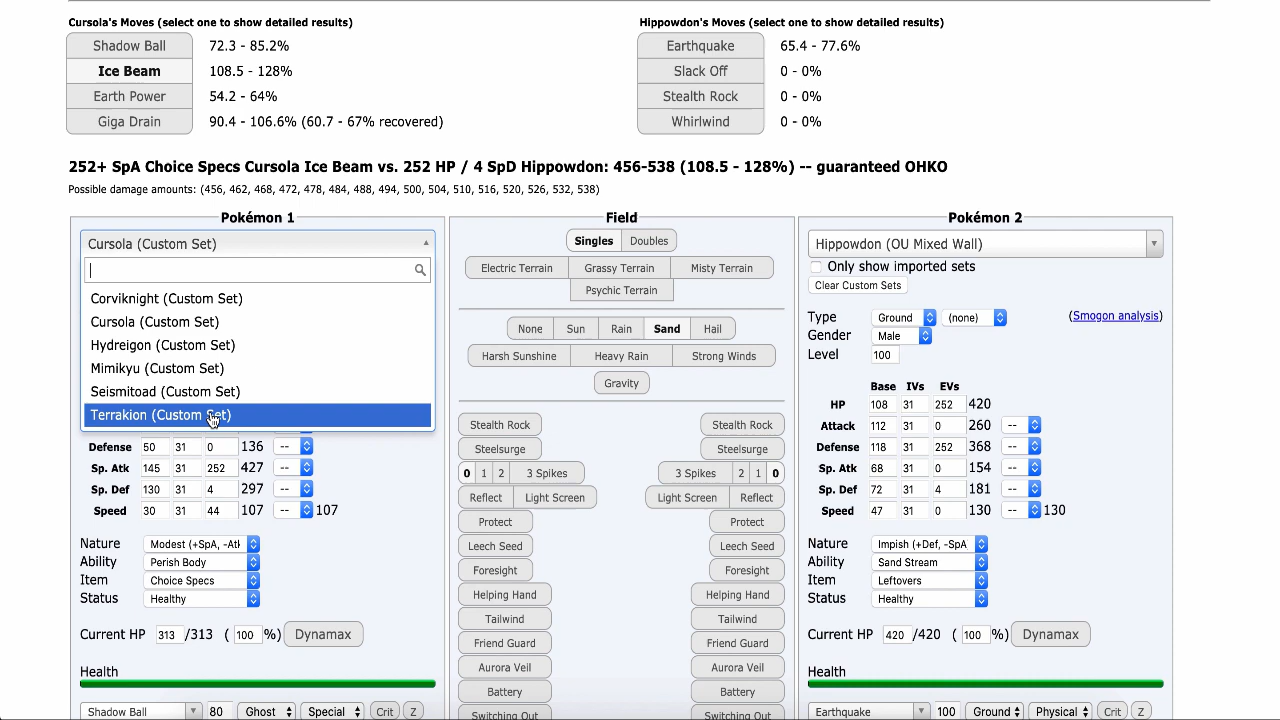 Cursola's Moves (select one to show detailed results)
Hippowdon's Moves (select one to show detailed results)
Shadow Ball 72.3 - 85.2%
Ice Beam 108.5 - 128%
Earth Power 54.2 - 64%
Giga Drain 90.4 - 106.6% (60.7 - 67% recovered)
Earthquake 65.4 - 77.6%
Slack Off 0 - 0%
Stealth Rock 0 - 0%
Whirlwind 0 - 0%
252+ SpA Choice Specs Cursola Ice Beam vs. 252 HP / 4 SpD Hippowdon: 456-538 (108.5 - 128%) -- guaranteed OHKO
Possible damage amounts: (456, 462, 468, 472, 478, 484, 488, 494, 500, 504, 510, 516, 520, 526, 532, 538)
Pokémon 1
Cursola (Custom Set)
Corviknight (Custom Set)
Cursola (Custom Set)
Hydreigon (Custom Set)
Mimikyu (Custom Set)
Seismitoad (Custom Set)
Terrakion (Custom Set)
Defense 50 31 0 136 --
Sp. Atk 145 31 252 427 --
Sp. Def 130 31 4 297 --
Speed 30 31 44 107 -- 107
Nature Modest (+SpA, -Atk
Ability Perish Body
Item Choice Specs
Status Healthy
Current HP 313 /313 ( 100 %) Dynamax
Health
Shadow Ball 80 Ghost Special Crit Z
Field
Singles Doubles
Electric Terrain Grassy Terrain Misty Terrain
Psychic Terrain
None Sun Rain Sand Hail
Harsh Sunshine Heavy Rain Strong Winds
Gravity
Stealth Rock Stealth Rock
Steelsurge Steelsurge
0 1 2 3 Spikes 3 Spikes 2 1 0
Reflect Light Screen Light Screen Reflect
Protect Protect
Leech Seed Leech Seed
Foresight Foresight
Helping Hand Helping Hand
Tailwind Tailwind
Friend Guard Friend Guard
Aurora Veil Aurora Veil
Battery Battery
Switching Out Switching Out
Pokémon 2
Hippowdon (OU Mixed Wall)
Only show imported sets
Clear Custom Sets
Type Ground (none) (Smogon analysis)
Gender Male
Level 100
Base IVs EVs
HP 108 31 252 420
Attack 112 31 0 260 --
Defense 118 31 252 368 --
Sp. Atk 68 31 0 154 --
Sp. Def 72 31 4 181 --
Speed 47 31 0 130 -- 130
Nature Impish (+Def, -SpA
Ability Sand Stream
Item Leftovers
Status Healthy
Current HP 420 /420 ( 100 %) Dynamax
Health
Earthquake 100 Ground Physical Crit Z